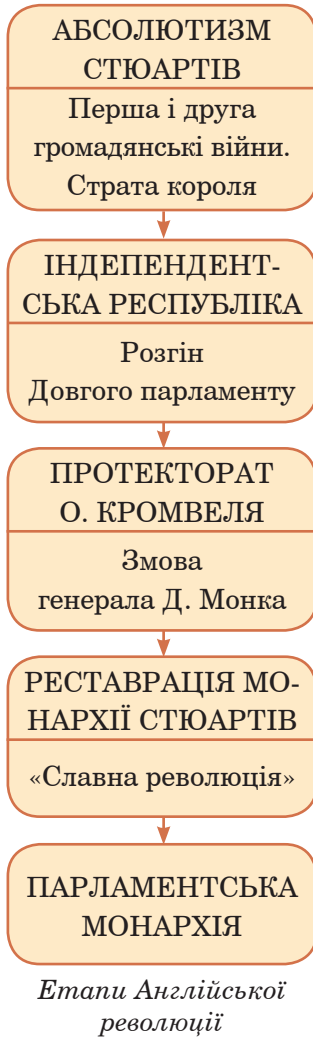 АБСОЛЮТИЗМ
СТЮАРТІВ
Перша і друга
громадянські війни.
Страта короля
ІНДЕПЕНДЕНТ-
СЬКА РЕСПУБЛІКА
Розгін
Довгого парламенту
ПРОТЕКТОРАТ
О. КРОМВЕЛЯ
Змова
генерала Д. Монка
РЕСТАВРАЦІЯ МО-
НАРХІЇ СТЮАРТІВ
«Славна революція»
ПАРЛАМЕНТСЬКА
МОНАРХІЯ
Етапи Англійської
революції